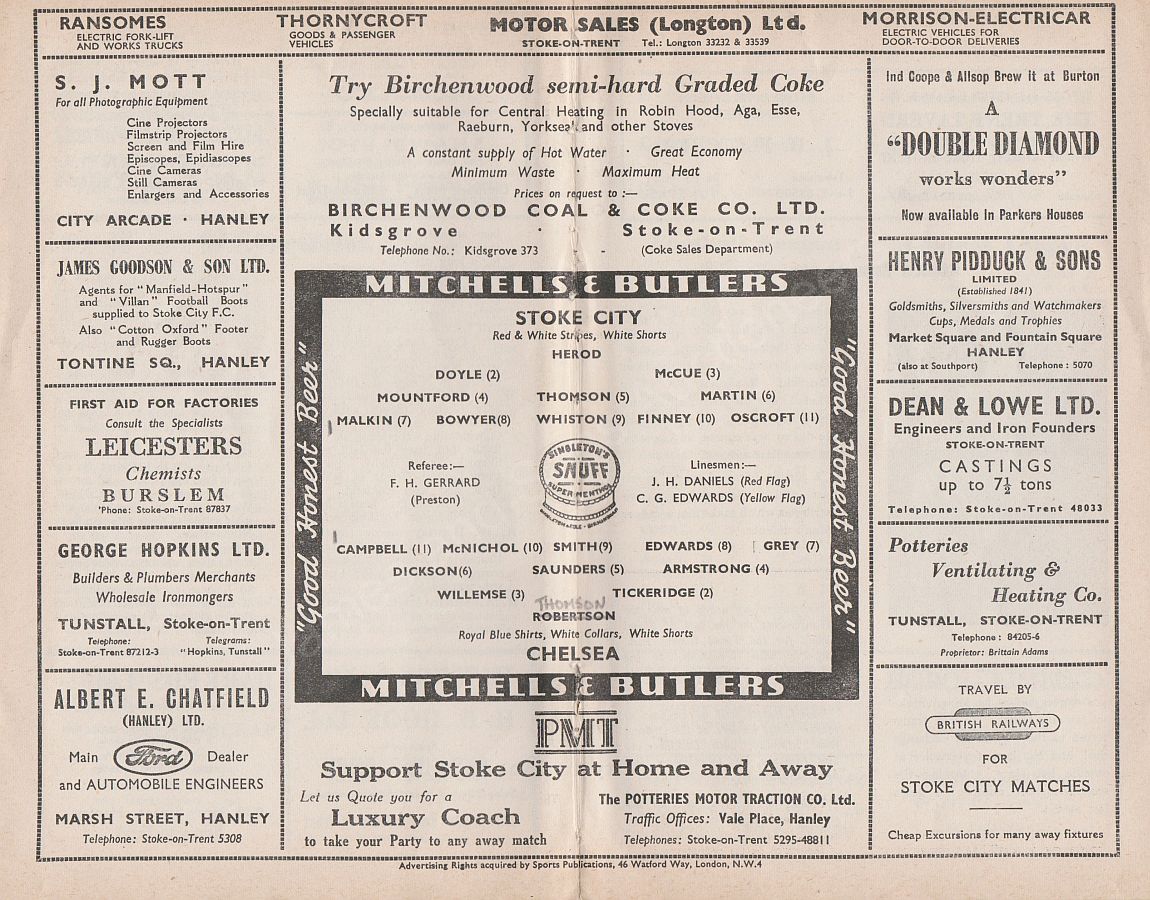 RANSOMES
ELECTRIC FORK-LIFT
AND WORKS TRUCKS
THORNYCROFT
GOODS & PASSENGER
VEHICLES
MOTOR SALES (Longton) Ltd.
STOKE-ON-TRENT Tel.: Longton 33232 & 33539
MORRISON-ELECTRICAR
ELECTRIC VEHICLES FOR
DOOR-TO-DOOR DELIVERIES
S. J. MOTT
For all Photographic Equipment
Cine Projectors
Filmstrip Projectors
Screen and Film Hire
Episcopes, Epidiascopes
Cine Cameras
Still Cameras
Enlargers and Accessories
CITY ARCADE · HANLEY
JAMES GOODSON & SON LTD.
Agents for "Manfield-Hotspur"
and "Villan" Football Boots
supplied to Stoke City F.C.
Also "Cotton Oxford" Footer
and Rugger Boots
TONTINE SQ., HANLEY
FIRST AID FOR FACTORIES
Consult the Specialists
LEICESTERS
Chemists
BURSLEM
'Phone: Stoke-on-Trent 87837
GEORGE HOPKINS LTD.
Builders & Plumbers Merchants
Wholesale Ironmongers
TUNSTALL, Stoke-on-Trent
Telephone: Telegrams:
Stoke-on-Trent 87212-3 "Hopkins, Tunstall"
ALBERT E. CHATFIELD
(HANLEY) LTD.
Main Ford Dealer
and AUTOMOBILE ENGINEERS
MARSH STREET, HANLEY
Telephone: Stoke-on-Trent 5308
Try Birchenwood semi-hard Graded Coke
Specially suitable for Central Heating in Robin Hood, Aga, Esse,
Raeburn, Yorkseal and other Stoves
A constant supply of Hot Water · Great Economy
Minimum Waste · Maximum Heat
Prices on request to :—
BIRCHENWOOD COAL & COKE CO. LTD.
Kidsgrove · Stoke-on-Trent
Telephone No.: Kidsgrove 373 - (Coke Sales Department)
MITCHELLS & BUTLERS
"Good Honest Beer"
STOKE CITY
Red & White Stripes, White Shorts
HEROD
DOYLE (2) McCUE (3)
MOUNTFORD (4) THOMSON (5) MARTIN (6)
MALKIN (7) BOWYER(8) WHISTON (9) FINNEY (10) OSCROFT (11)
Referee:—
F. H. GERRARD
(Preston)
SINGLETON'S
SNUFF
SUPER MENTHOL
Linesmen:—
J. H. DANIELS (Red Flag)
C. G. EDWARDS (Yellow Flag)
CAMPBELL (11) McNICHOL (10) SMITH(9) EDWARDS (8) GREY (7)
DICKSON(6) SAUNDERS (5) ARMSTRONG (4)
WILLEMSE (3) TICKERIDGE (2)
THOMSON
ROBERTSON
Royal Blue Shirts, White Collars, White Shorts
CHELSEA
"Good Honest Beer"
MITCHELLS & BUTLERS
PMT
Support Stoke City at Home and Away
Let us Quote you for a
Luxury Coach
to take your Party to any away match
The POTTERIES MOTOR TRACTION CO. Ltd.
Traffic Offices: Vale Place, Hanley
Telephones: Stoke-on-Trent 5295-48811
Ind Coope & Allsop Brew it at Burton
A
"DOUBLE DIAMOND
works wonders"
Now available in Parkers Houses
HENRY PIDDUCK & SONS
LIMITED
(Established 1841)
Goldsmiths, Silversmiths and Watchmakers
Cups, Medals and Trophies
Market Square and Fountain Square
HANLEY
(also at Southport) Telephone : 5070
DEAN & LOWE LTD.
Engineers and Iron Founders
STOKE-ON-TRENT
CASTINGS
up to 7½ tons
Telephone: Stoke-on-Trent 48033
Potteries
Ventilating &
Heating Co.
TUNSTALL, STOKE-ON-TRENT
Telephone : 84205-6
Proprietor: Brittain Adams
TRAVEL BY
BRITISH RAILWAYS
FOR
STOKE CITY MATCHES
Cheap Excursions for many away fixtures
Advertising Rights acquired by Sports Publications, 46 Watford Way, London, N.W.4